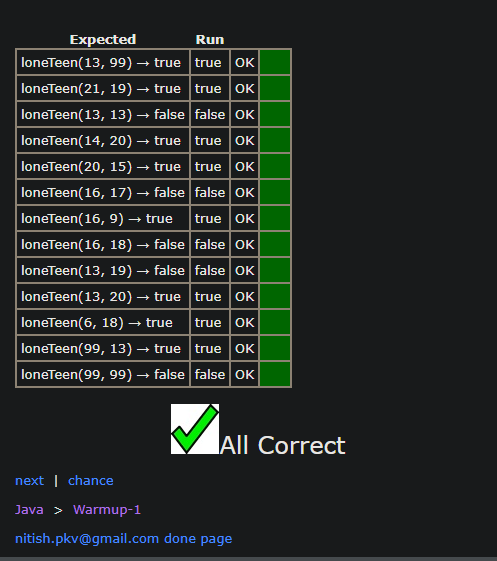 Expected Run
loneTeen(13, 99) → true true OK
loneTeen(21, 19) → true true OK
loneTeen(13, 13) → false false OK
loneTeen(14, 20) → true true OK
loneTeen(20, 15) → true true OK
loneTeen(16, 17) → false false OK
loneTeen(16, 9) → true true OK
loneTeen(16, 18) → false false OK
loneTeen(13, 19) → false false OK
loneTeen(13, 20) → true true OK
loneTeen(6, 18) → true true OK
loneTeen(99, 13) → true true OK
loneTeen(99, 99) → false false OK
All Correct
next | chance
Java > Warmup-1
nitish.pkv@gmail.com done page